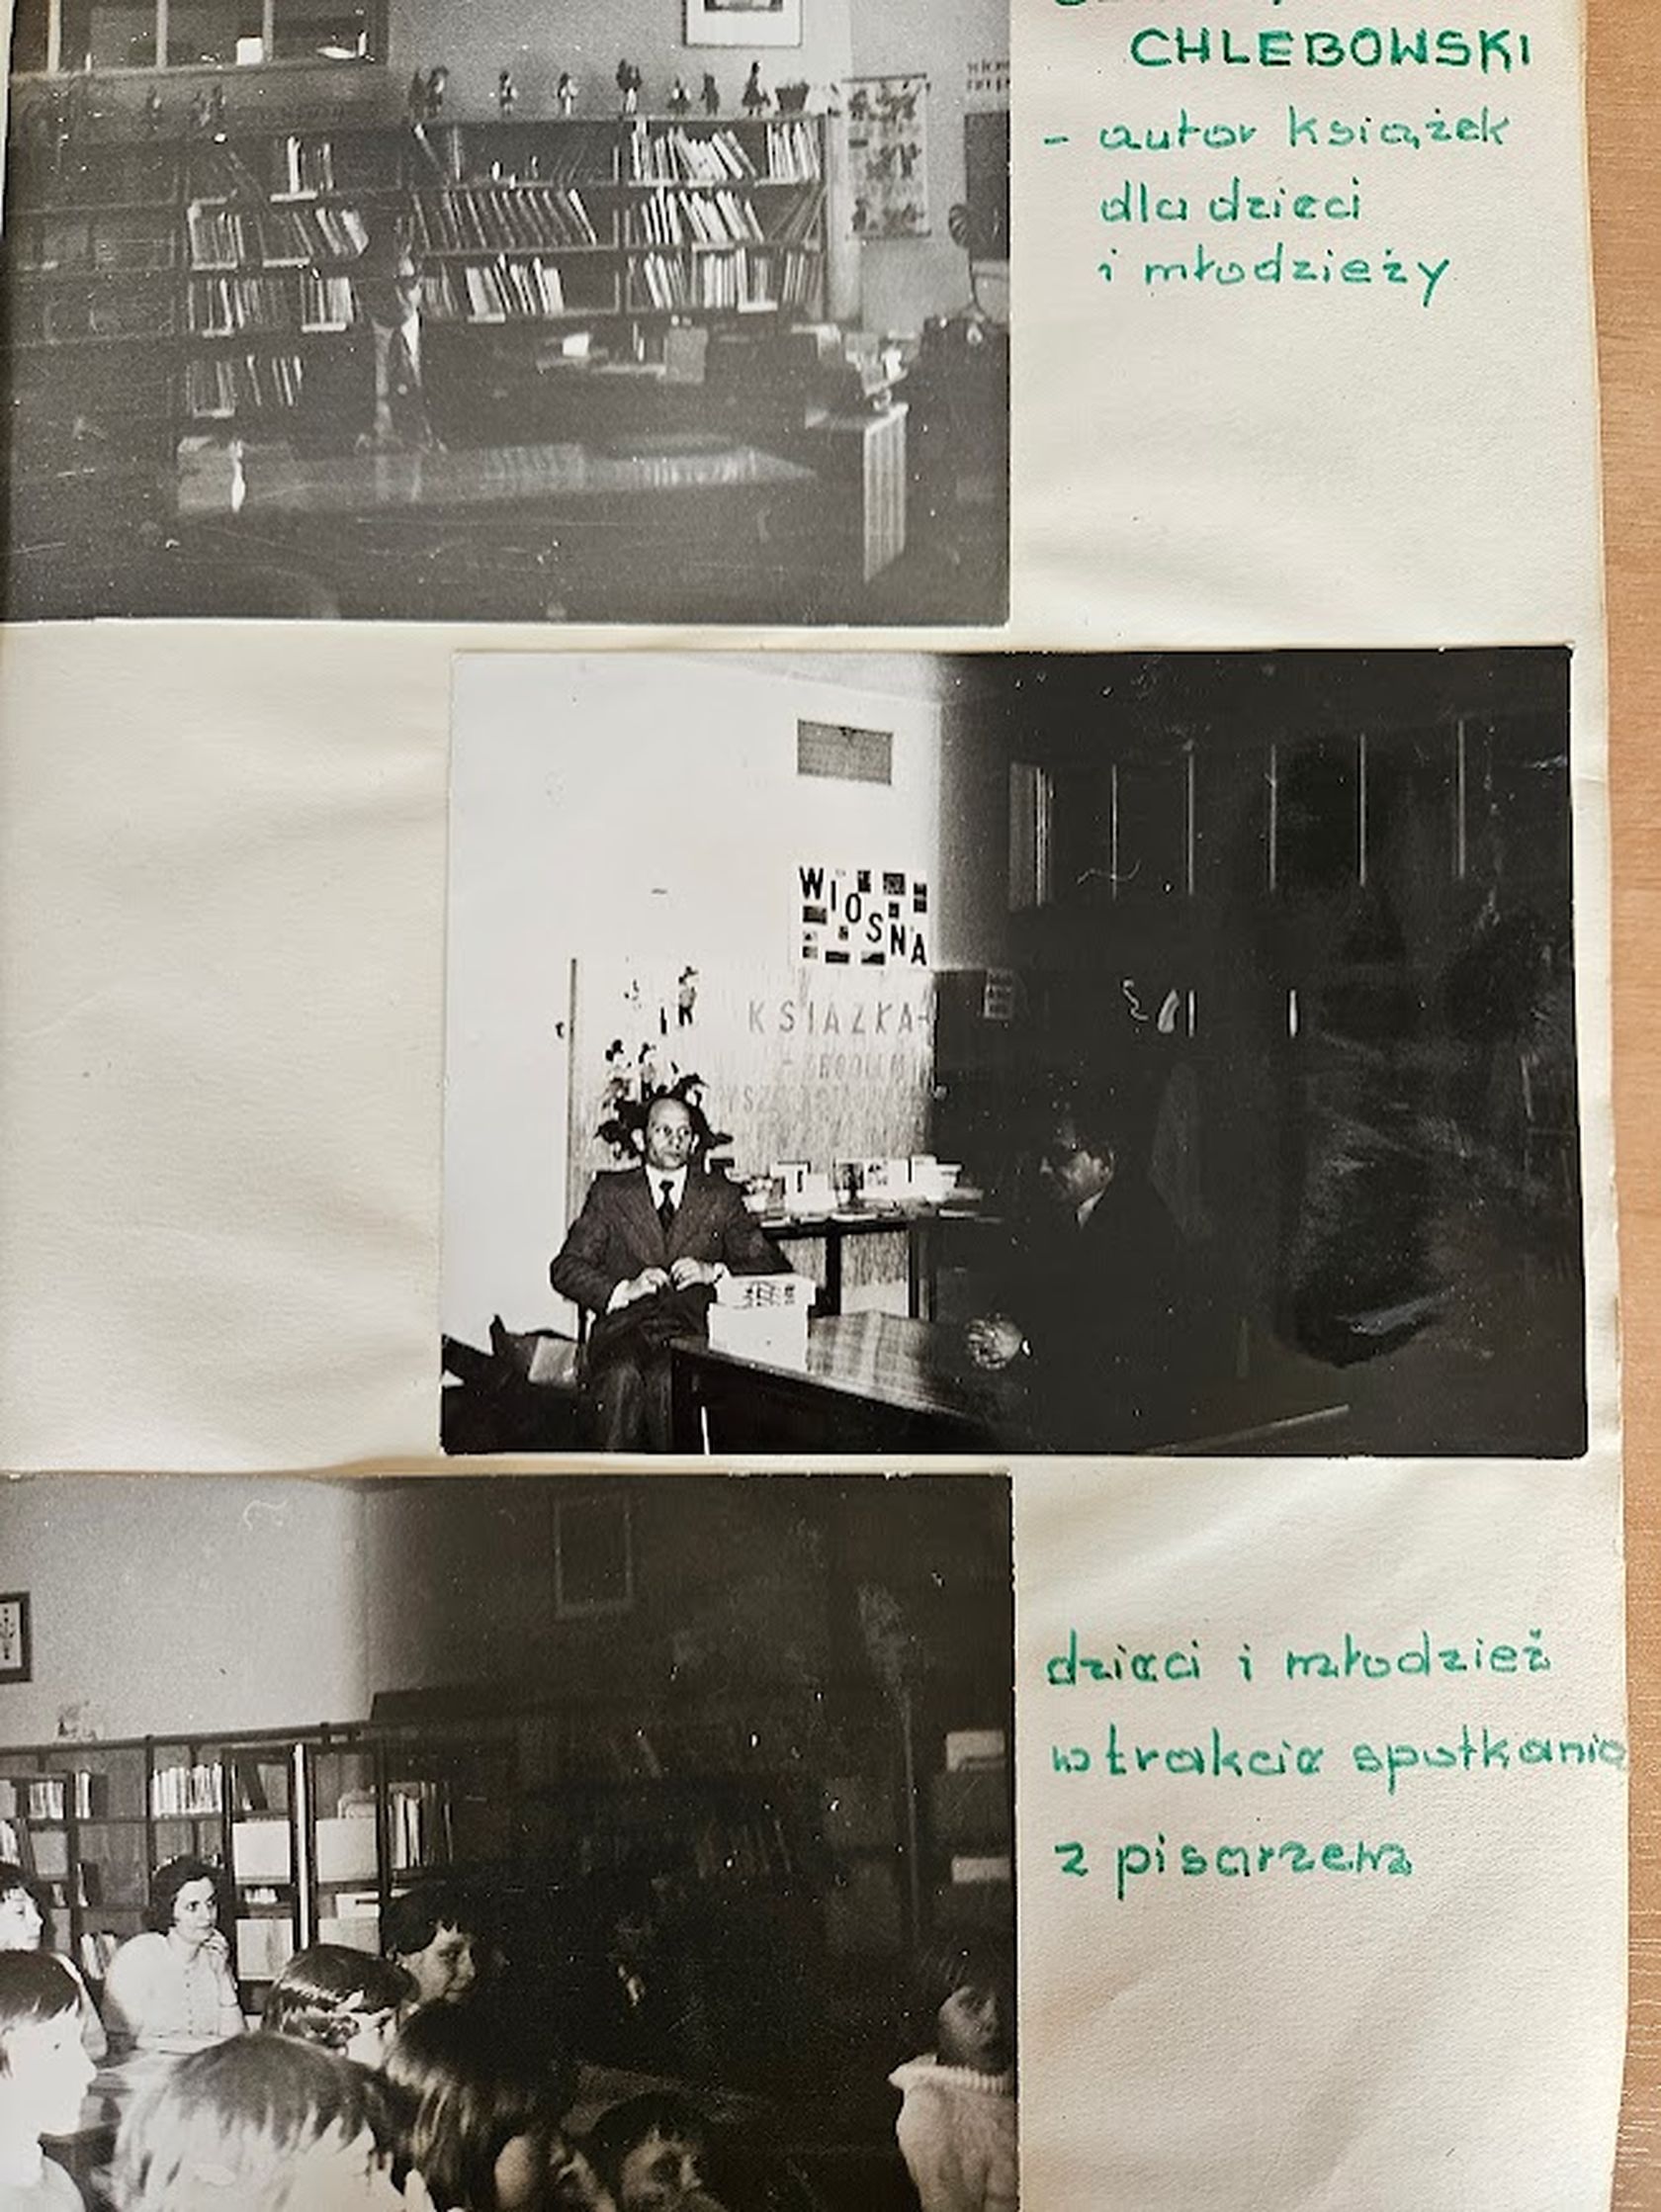 CHLEBOWSKI
- autor książek
dla dzieci
i młodzieży
WIOSNA
KSIĄŻKA
dzieci i młodzież
w trakcie spotkania
z pisarzem